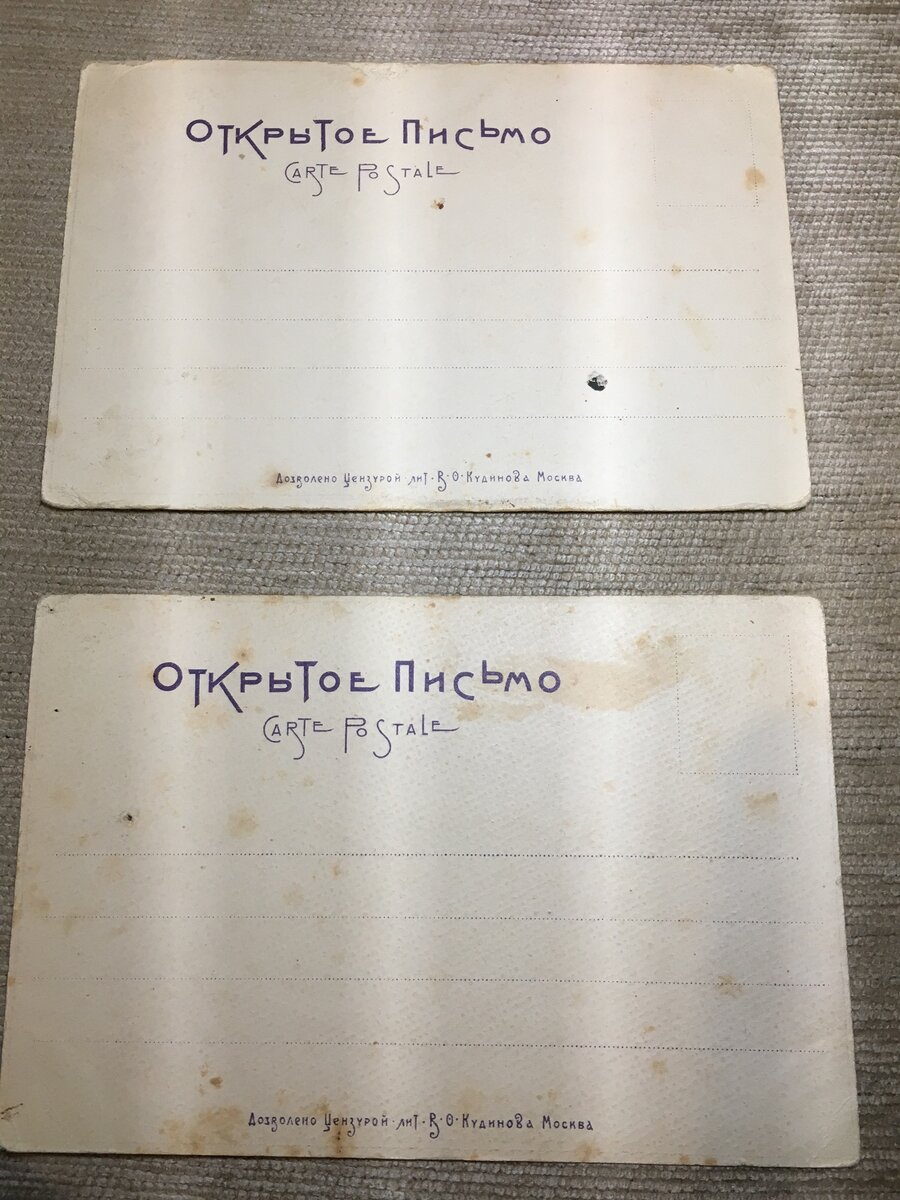 Открытое Письмо
Carte Postale
Дозволено Цензурой · лит · В · О · Кудинова Москва
Открытое Письмо
Carte Postale
Дозволено Цензурой · лит · В · О · Кудинова Москва